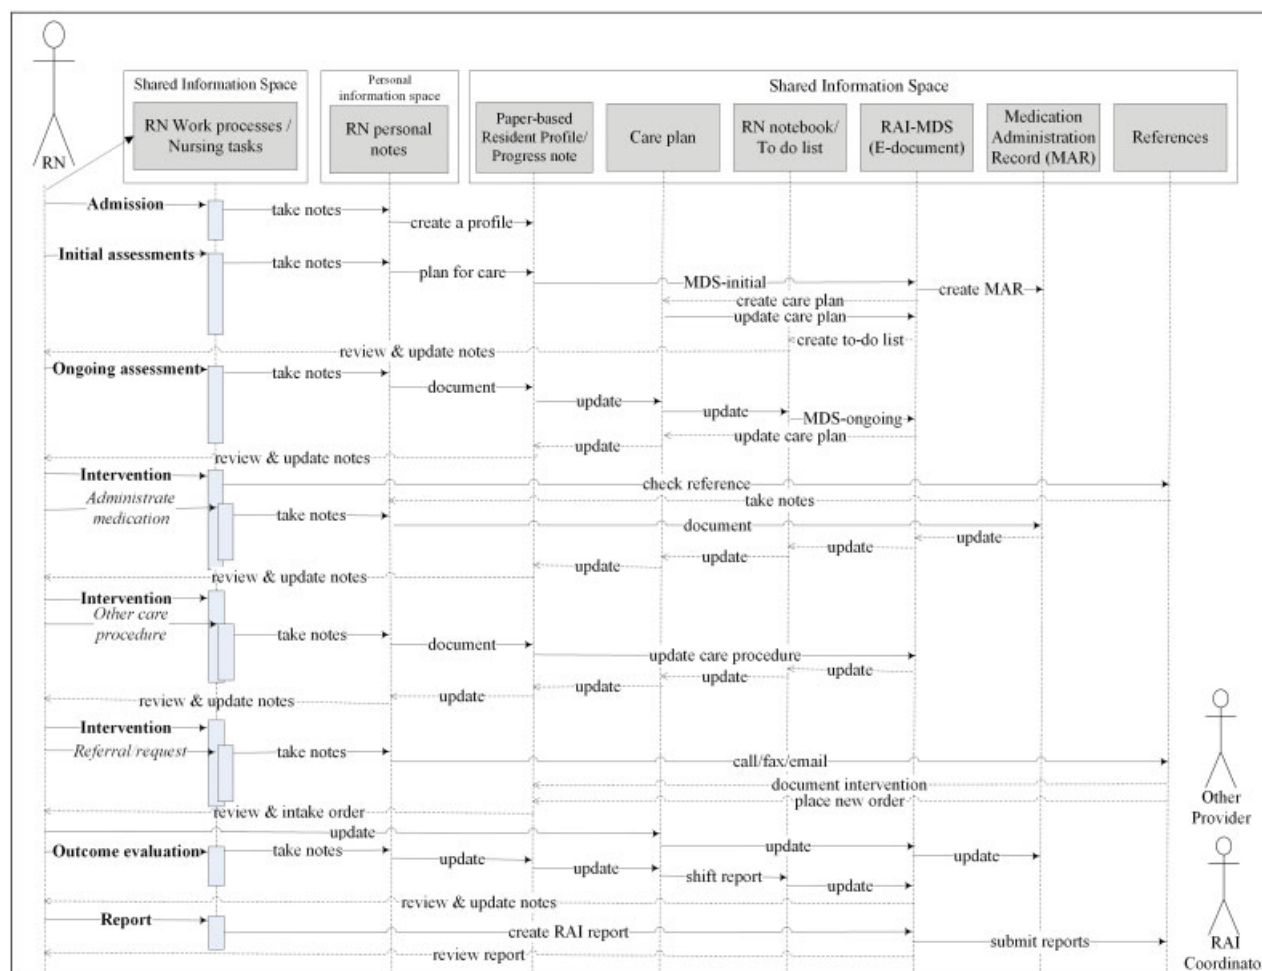 Shared Information Space
Personal
information space
Shared Information Space
RN Work processes /
Nursing tasks
RN personal
notes
Paper-based
Resident Profile/
Progress note
Care plan
RN notebook/
To do list
RAI-MDS
(E-document)
Medication
Administration
Record (MAR)
References
RN
Admission
take notes
create a profile
Initial assessments
take notes
plan for care
MDS-initial
create MAR
create care plan
update care plan
create to-do list
review & update notes
Ongoing assessment
take notes
document
update
update
MDS-ongoing
update care plan
update
review & update notes
Intervention
check reference
Administrate
medication
take notes
take notes
document
update
update
update
update
review & update notes
Intervention
Other care
procedure
take notes
document
update care procedure
update
update
update
update
review & update notes
Intervention
Referral request
take notes
call/fax/email
document intervention
place new order
review & intake order
Other
Provider
update
Outcome evaluation
take notes
update
update
update
update
shift report
update
review & update notes
Report
create RAI report
submit reports
review report
RAI
Coordinator